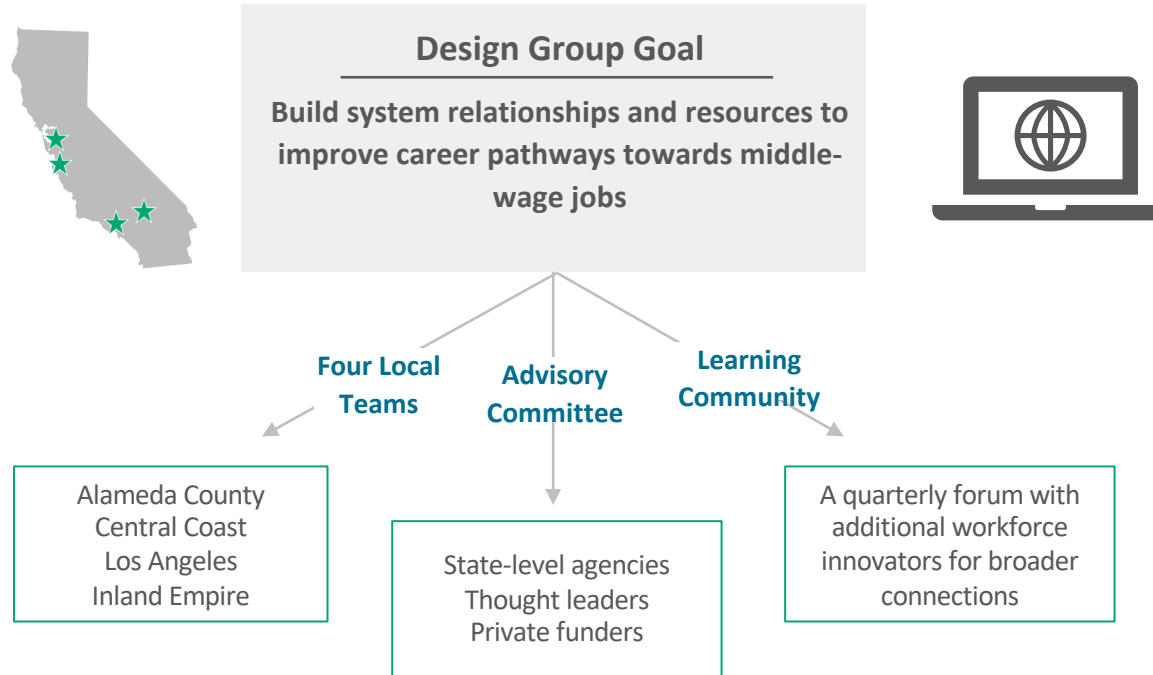 Design Group Goal
Build system relationships and resources to
improve career pathways towards middle-
wage jobs
Four Local
Teams
Advisory
Committee
Learning
Community
Alameda County
Central Coast
Los Angeles
Inland Empire
State-level agencies
Thought leaders
Private funders
A quarterly forum with
additional workforce
innovators for broader
connections